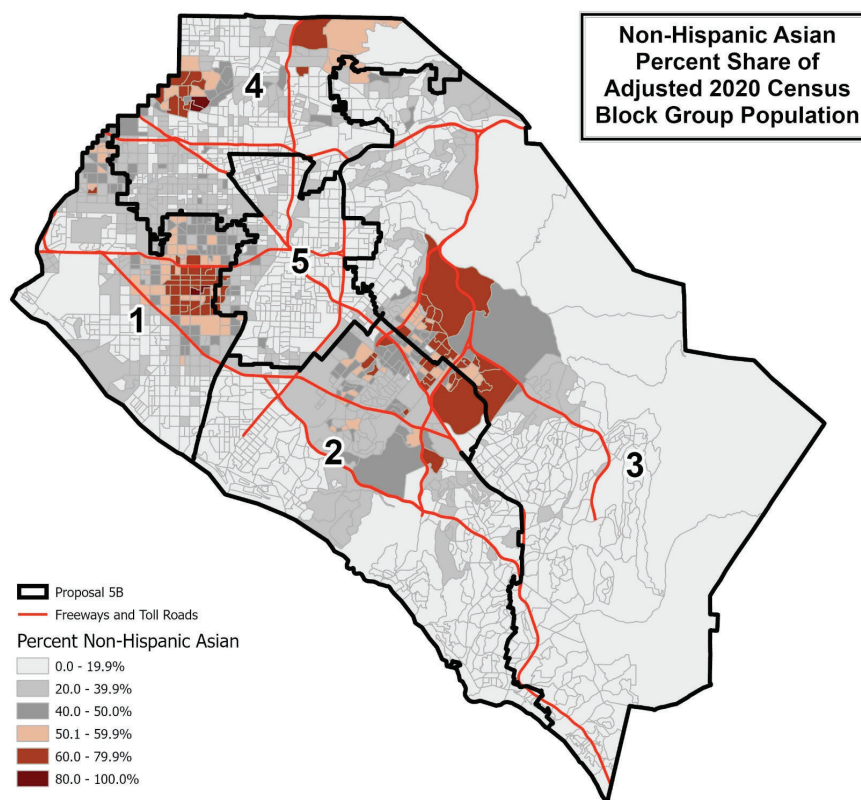 Non-Hispanic Asian
Percent Share of
Adjusted 2020 Census
Block Group Population
4
5
1
2
3
Proposal 5B
Freeways and Toll Roads
Percent Non-Hispanic Asian
0.0 - 19.9%
20.0 - 39.9%
40.0 - 50.0%
50.1 - 59.9%
60.0 - 79.9%
80.0 - 100.0%